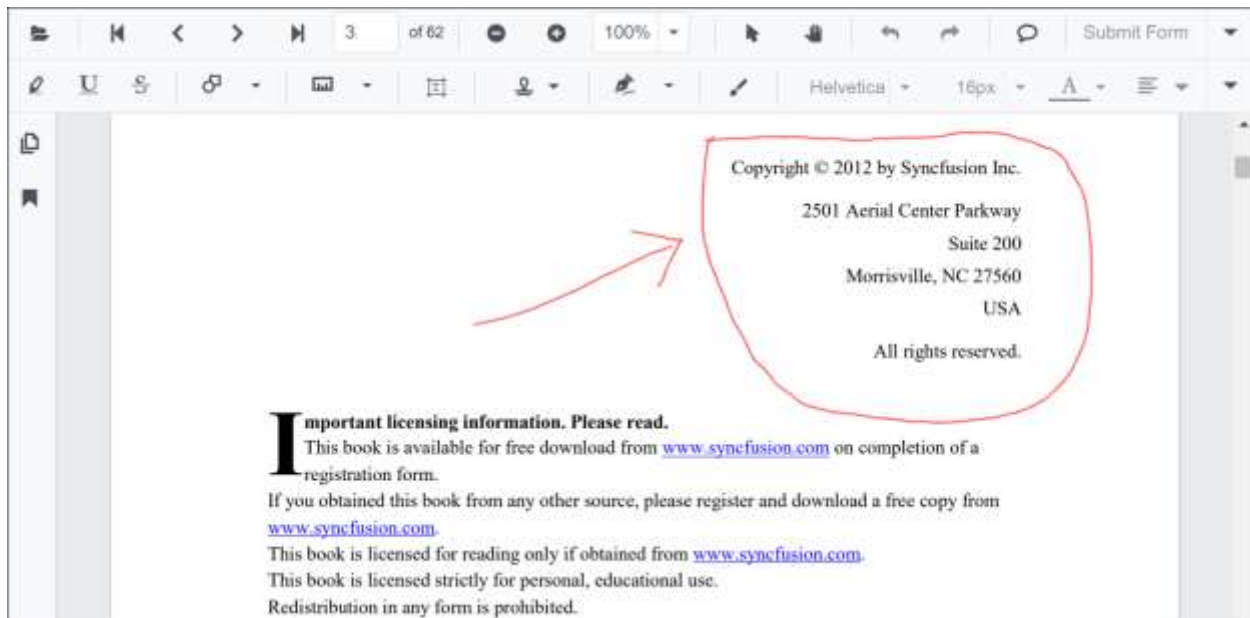 3 of 62 100% Submit Form
U S Helvetica 16px A
Copyright © 2012 by Syncfusion Inc.
2501 Aerial Center Parkway
Suite 200
Morrisville, NC 27560
USA
All rights reserved.
Important licensing information. Please read.
This book is available for free download from www.syncfusion.com on completion of a
registration form.
If you obtained this book from any other source, please register and download a free copy from
www.syncfusion.com.
This book is licensed for reading only if obtained from www.syncfusion.com.
This book is licensed strictly for personal, educational use.
Redistribution in any form is prohibited.